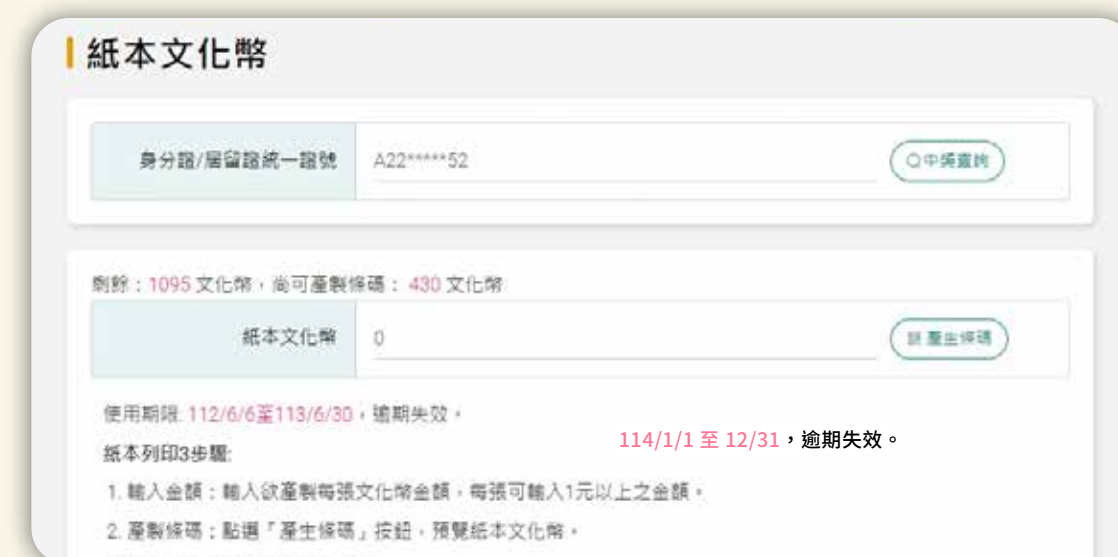 紙本文化幣
身分證/居留證統一證號 A22*****52 中獎查詢
剩餘：1095 文化幣，尚可產製條碼： 430 文化幣
紙本文化幣 0 產生條碼
使用期限: 112/6/6至113/6/30，逾期失效。
114/1/1 至 12/31，逾期失效。
紙本列印3步驟:
1. 輸入金額：輸入欲產製每張文化幣金額，每張可輸入1元以上之金額。
2. 產製條碼：點選「產生條碼」按鈕，預覽紙本文化幣。